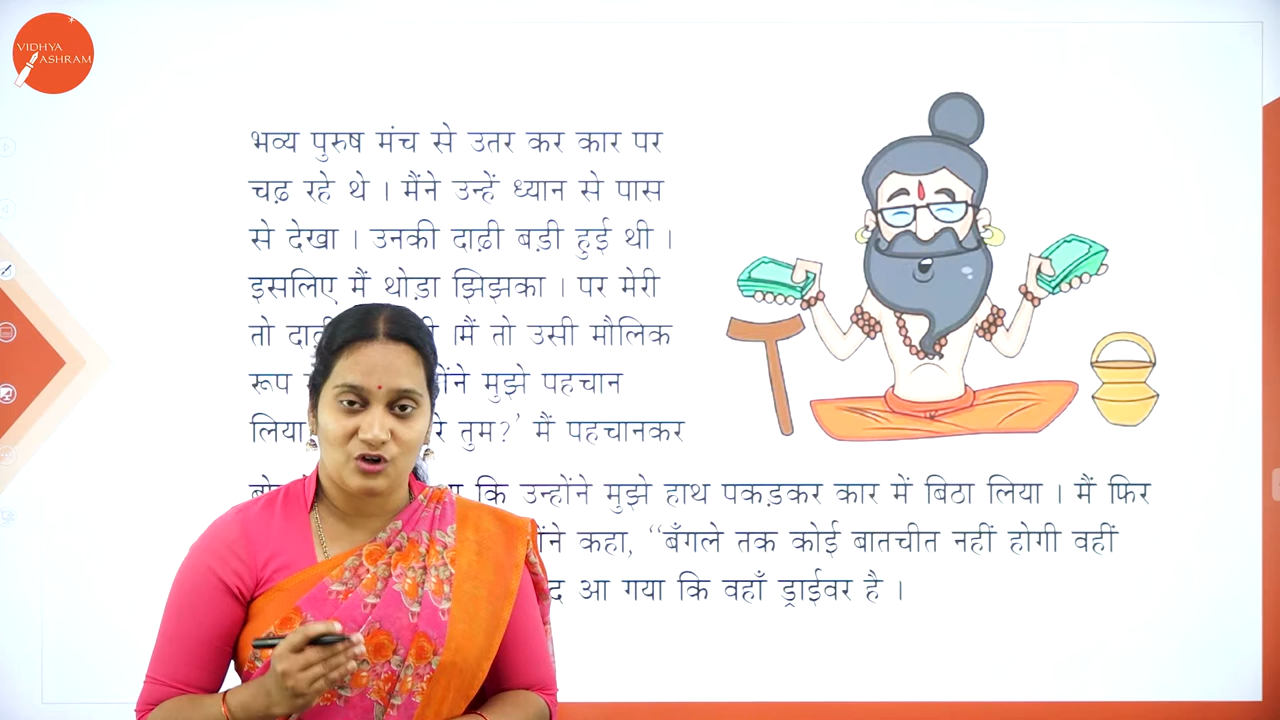 VIDHYA
ASHRAM
भव्य पुरुष मंच से उतर कर कार पर
चढ़ रहे थे । मैंने उन्हें ध्यान से पास
से देखा । उनकी दाढ़ी बड़ी हुई थी ।
इसलिए मैं थोड़ा झिझका । पर मेरी
तो ।मैं तो उसी मौलिक
रूप मुझे पहचान
लिया तुम?’ मैं पहचानकर
कि उन्होंने मुझे हाथ पकड़कर कार में बिठा लिया । मैं फिर
कहा, “बँगले तक कोई बातचीत नहीं होगी वहीं
आ गया कि वहाँ ड्राईवर है ।